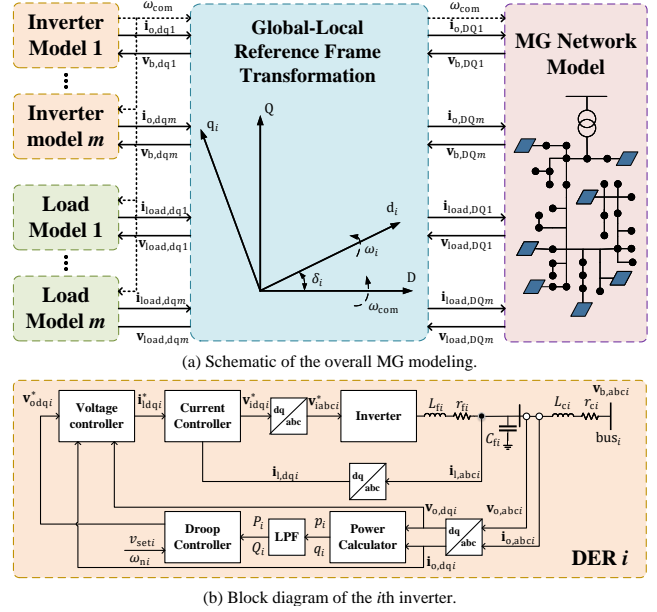 ω_com
Inverter
Model 1
i_o,dq1
v_b,dq1
Inverter
model m
i_o,dqm
v_b,dqm
Load
Model 1
i_load,dq1
v_load,dq1
Load
Model m
i_load,dqm
v_load,dqm
Global-Local
Reference Frame
Transformation
Q
q_i
d_i
ω_i
δ_i
D
ω_com
ω_com
i_o,DQ1
v_b,DQ1
i_o,DQm
v_b,DQm
i_load,DQ1
v_load,DQ1
i_load,DQm
v_load,DQm
MG Network
Model
(a) Schematic of the overall MG modeling.
v*_odqi
Voltage
controller
i*_ldqi
Current
Controller
v*_idqi
dq
abc
v*_iabci
Inverter
L_fi
r_fi
C_fi
L_ci
r_ci
v_b,abci
bus_i
i_l,dqi
dq
abc
i_l,abci
v_seti
ω_ni
Droop
Controller
P_i
Q_i
LPF
p_i
q_i
Power
Calculator
v_o,dqi
i_o,dqi
dq
abc
v_o,abci
i_o,abci
DER i
(b) Block diagram of the ith inverter.